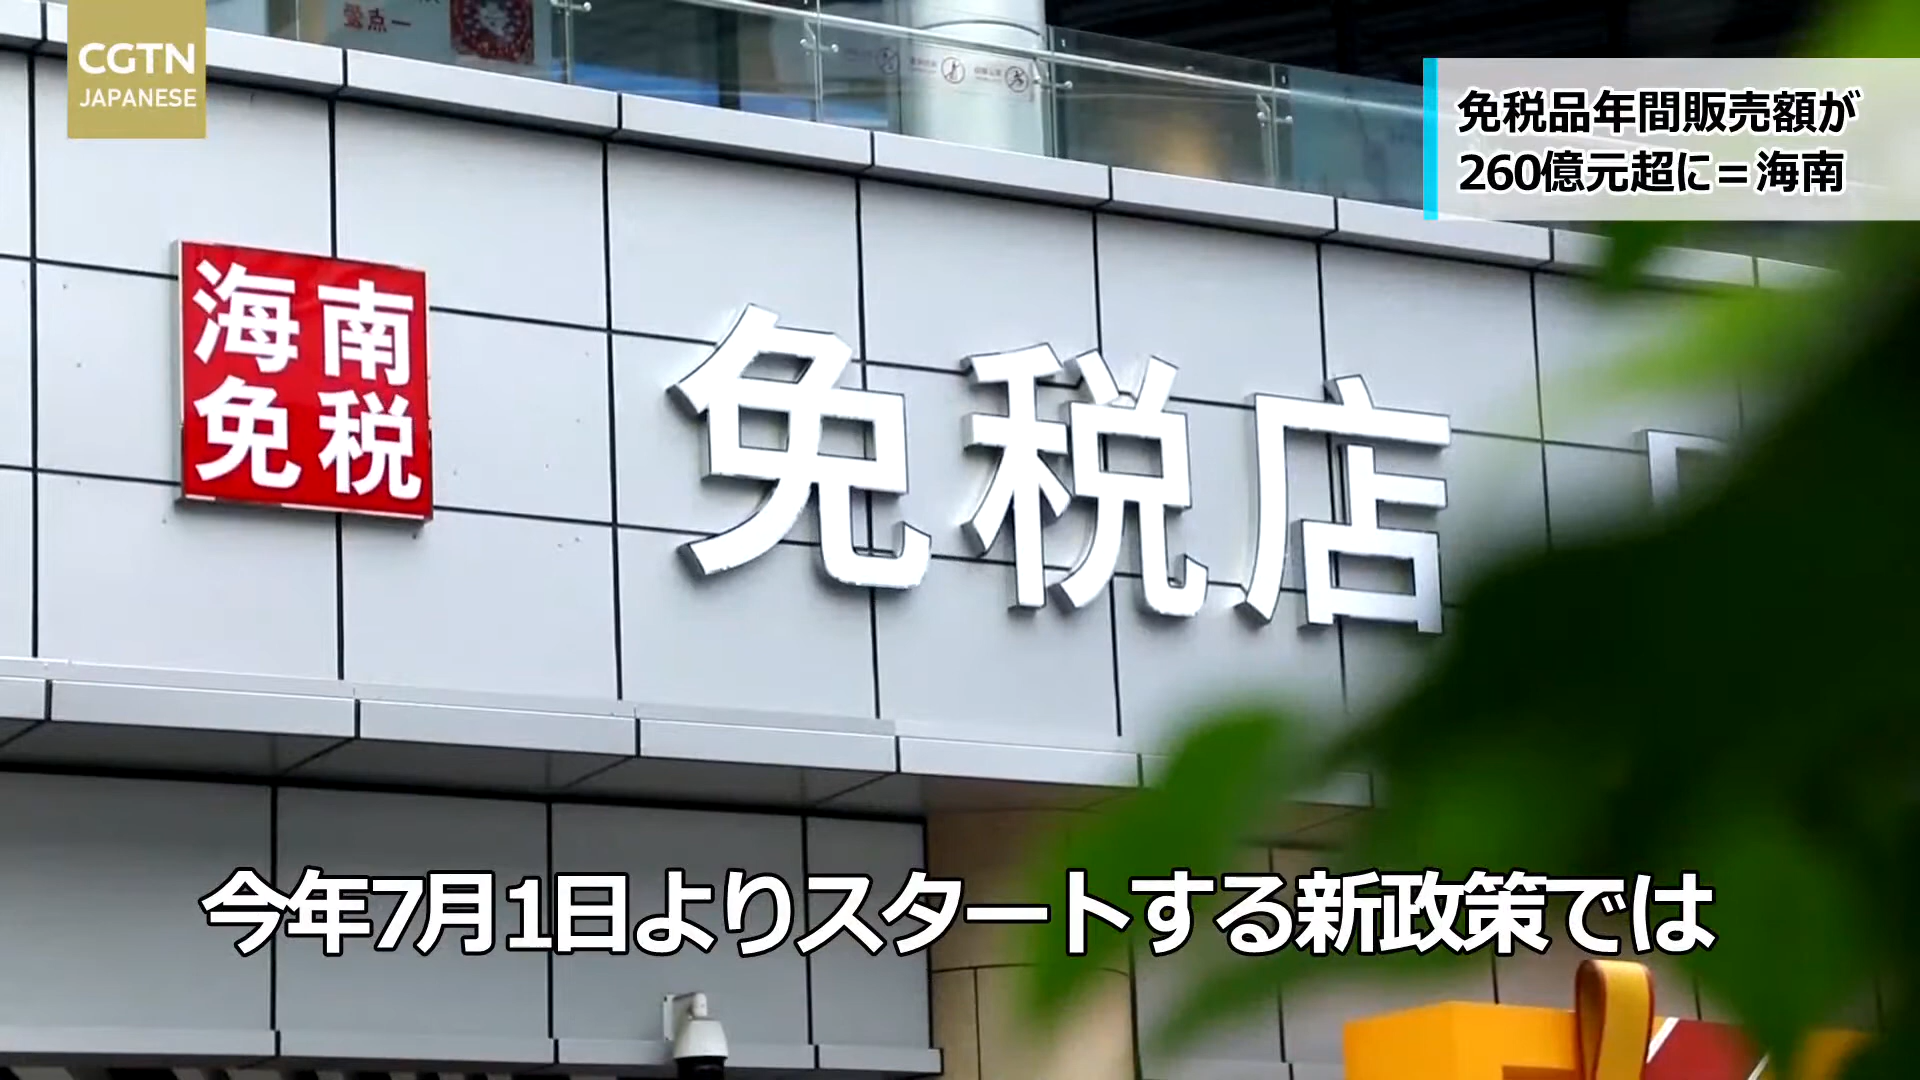 CGTN
JAPANESE
免税品年間販売額が
260億元超に＝海南
海南
免税
免税店
今年7月1日よりスタートする新政策では